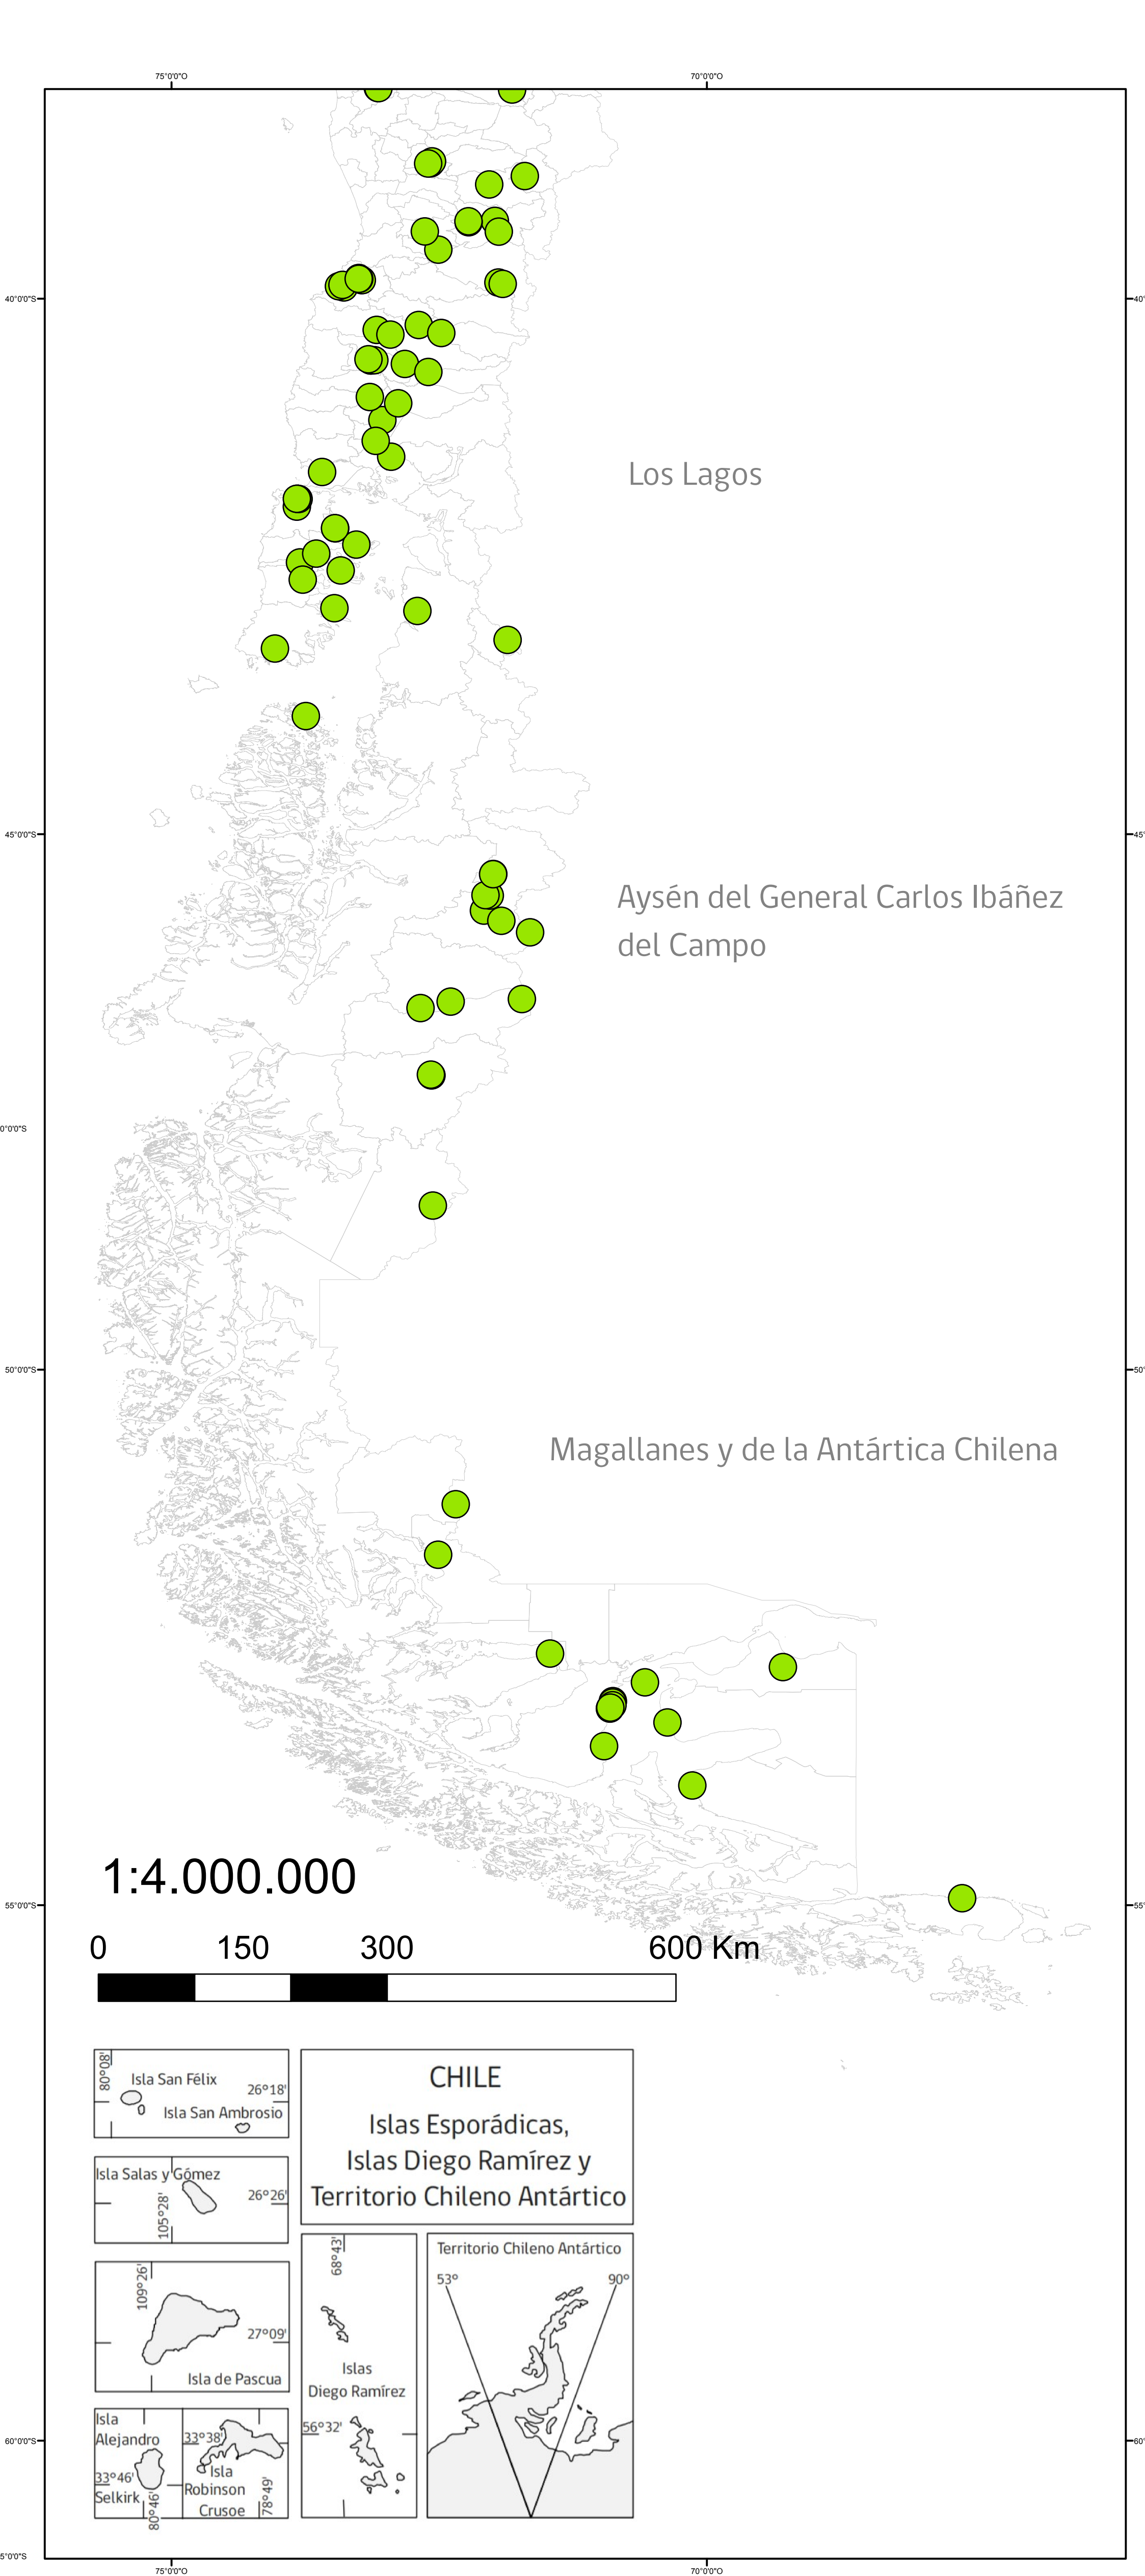 75°0'0"O
70°0'0"O
40°0'0"S
40°
Los Lagos
45°0'0"S
45°
Aysén del General Carlos Ibáñez
del Campo
0°0'0"S
50°0'0"S
50°
Magallanes y de la Antártica Chilena
1:4.000.000
55°0'0"S
55°
0 150 300 600 Km
80°08'
Isla San Félix
26°18'
Isla San Ambrosio
CHILE
Islas Esporádicas,
Islas Diego Ramírez y
Territorio Chileno Antártico
Isla Salas y Gómez
105°28'
26°26'
109°26'
27°09'
Isla de Pascua
68°43'
Islas
Diego Ramírez
56°32'
Territorio Chileno Antártico
53°
90°
Isla
Alejandro
Selkirk
33°46'
80°46'
33°38'
Isla
Robinson
Crusoe
78°49'
60°0'0"S
60°
5°0'0"S
75°0'0"O
70°0'0"O